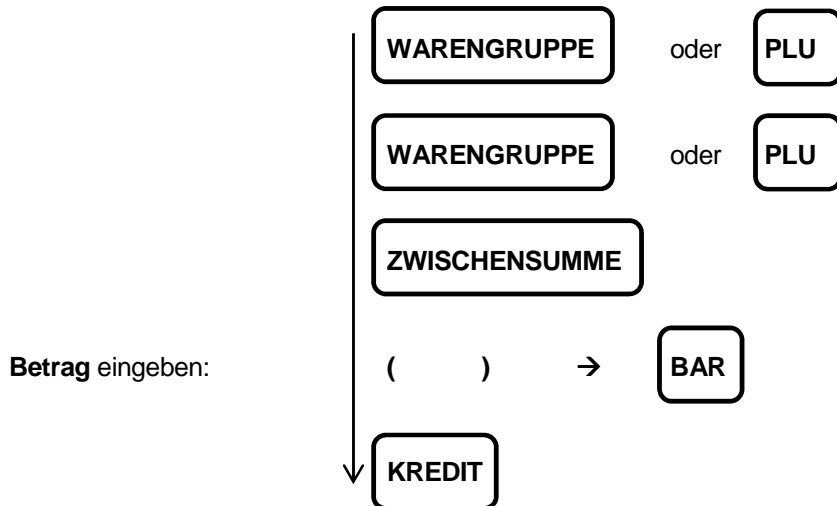 WARENGRUPPE oder PLU
WARENGRUPPE oder PLU
ZWISCHENSUMME
Betrag eingeben: ( ) → BAR
KREDIT